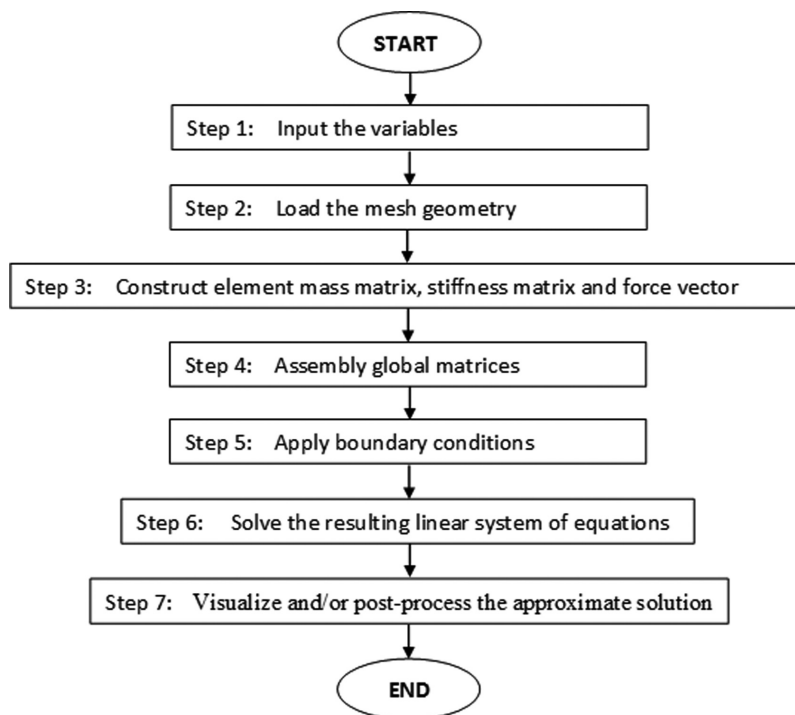 START
Step 1: Input the variables
Step 2: Load the mesh geometry
Step 3: Construct element mass matrix, stiffness matrix and force vector
Step 4: Assembly global matrices
Step 5: Apply boundary conditions
Step 6: Solve the resulting linear system of equations
Step 7: Visualize and/or post-process the approximate solution
END